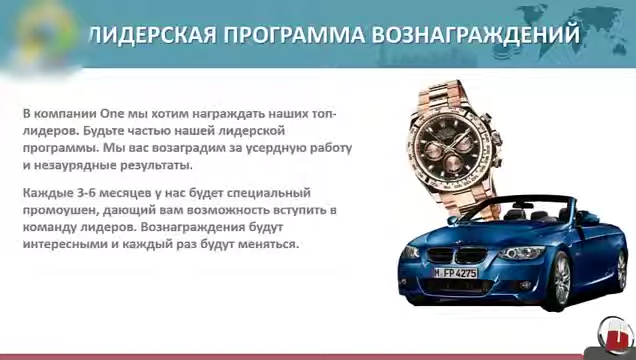 ЛИДЕРСКАЯ ПРОГРАММА ВОЗНАГРАЖДЕНИЙ
В компании One мы хотим награждать наших топ-
лидеров. Будьте частью нашей лидерской
программы. Мы вас возаградим за усердную работу
и незаурядные результаты.
Каждые 3-6 месяцев у нас будет специальный
промоушен, дающий вам возможность вступить в
команду лидеров. Вознаграждения будут
интересными и каждый раз будут меняться.
M FP 4275